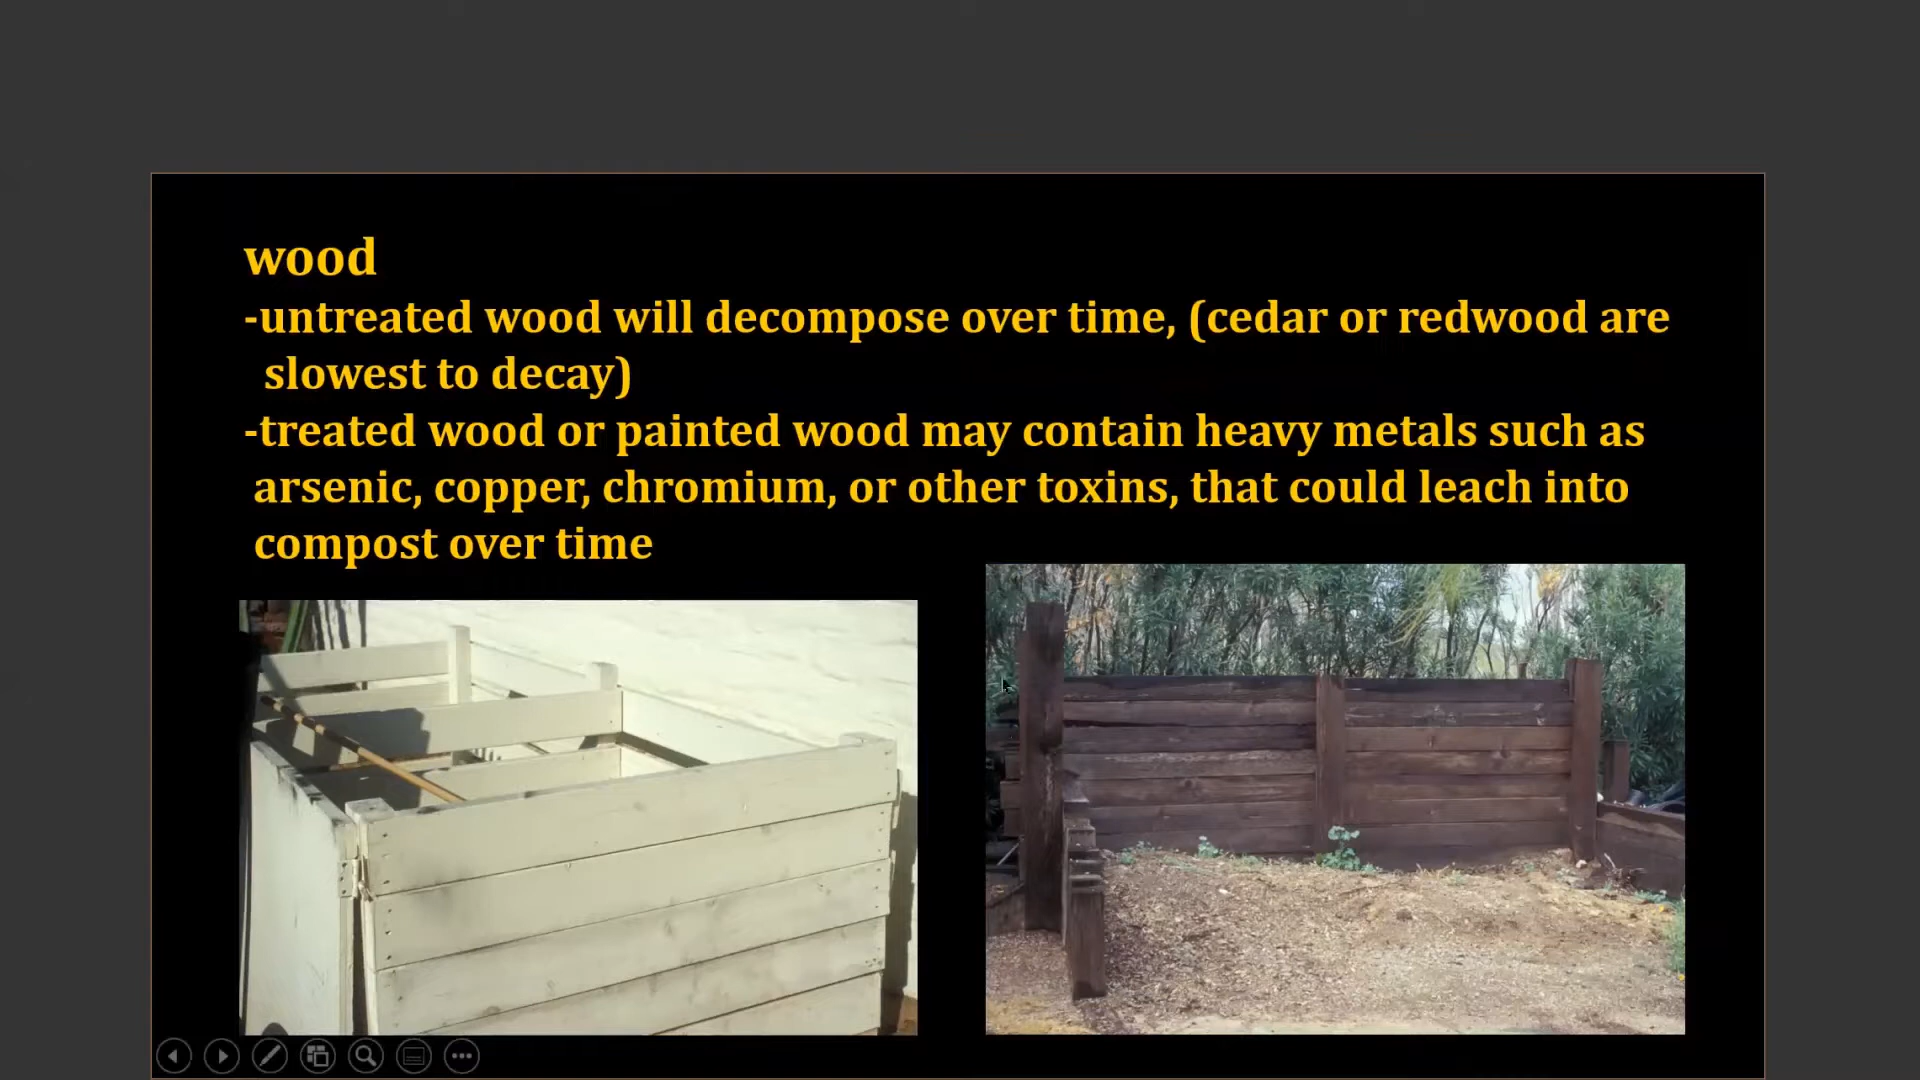 wood
-untreated wood will decompose over time, (cedar or redwood are
slowest to decay)
-treated wood or painted wood may contain heavy metals such as
arsenic, copper, chromium, or other toxins, that could leach into
compost over time